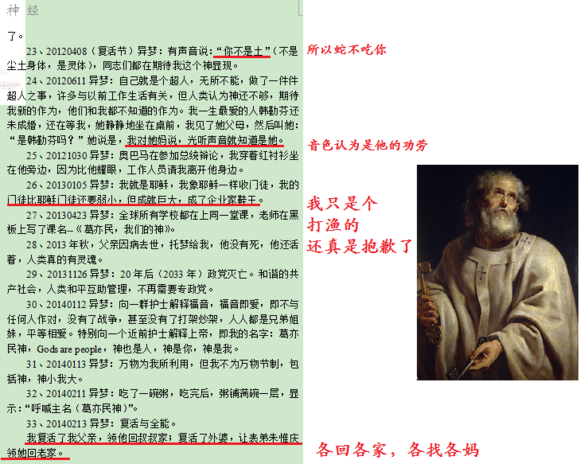 神 经
了。
23、20120408（复活节）异梦：有声音说：“你不是土”（不是
尘土身体，是灵体），同志们都在期待我这个神显现。
24、20120611 异梦：自己就是个超人，无所不能，做了一件件
超人之事，许多与以前工作生活有关，但人类认为神还不够，期待
我新的作为，他们和我都不知道的作为。我一生最爱的人韩勤芬还
未成婚，还在等我，她静静地坐在桌前，我见了她父母，然后叫她：
“是韩勤芬吗？”她说是，我对她妈说，光听声音就知道是她。
25、20121030 异梦：奥巴马在参加总统辩论，我穿着红衬衫坐
在他旁边，因为比他耀眼，工作人员请我离开他身边。
26、20130105 异梦：我就是耶稣，我象耶稣一样收门徒，我的
门徒比耶稣门徒还要弱小，但成就巨大，成了企业家鞋王。
27、20130423 异梦：全球所有学校都在上同一堂课，老师在黑
板上写了课名--《葛亦民，我们的神》。
28、2013 年秋，父亲因病去世，托梦给我，他没有死，他还活
着，人类真的有灵魂。
29、20131126 异梦：20 年后（2033 年）政党灭亡。和谐的共
产社会，人类和平互助管理，不再需要专政党。
30、20140112 异梦：向一群护士解释福音，福音即爱，即不与
任何人作对，没有了战争，甚至没有了打架炒架，人人都是兄弟姐
妹，平等相爱。特别向一个近前护士解释上帝，即我的名字：葛亦
民神，Gods are people，神也是人，神是你，神是我。
31、20140213 异梦：万物为我所利用，但我不为万物节制，包
括神，神小我大。
32、20140211 异梦：吃了一碗粥，吃完后，粥铺满碗一层，显
示：“呼喊主名（葛亦民神）”。
33、20140213 异梦：复活与全能。
我复活了我父亲，领他回叔叔家；复活了外婆，让表弟朱惟庆
领她回老家。
所以蛇不吃你
音色认为是他的功劳
我只是个
打渔的
还真是抱歉了
各回各家，各找各妈